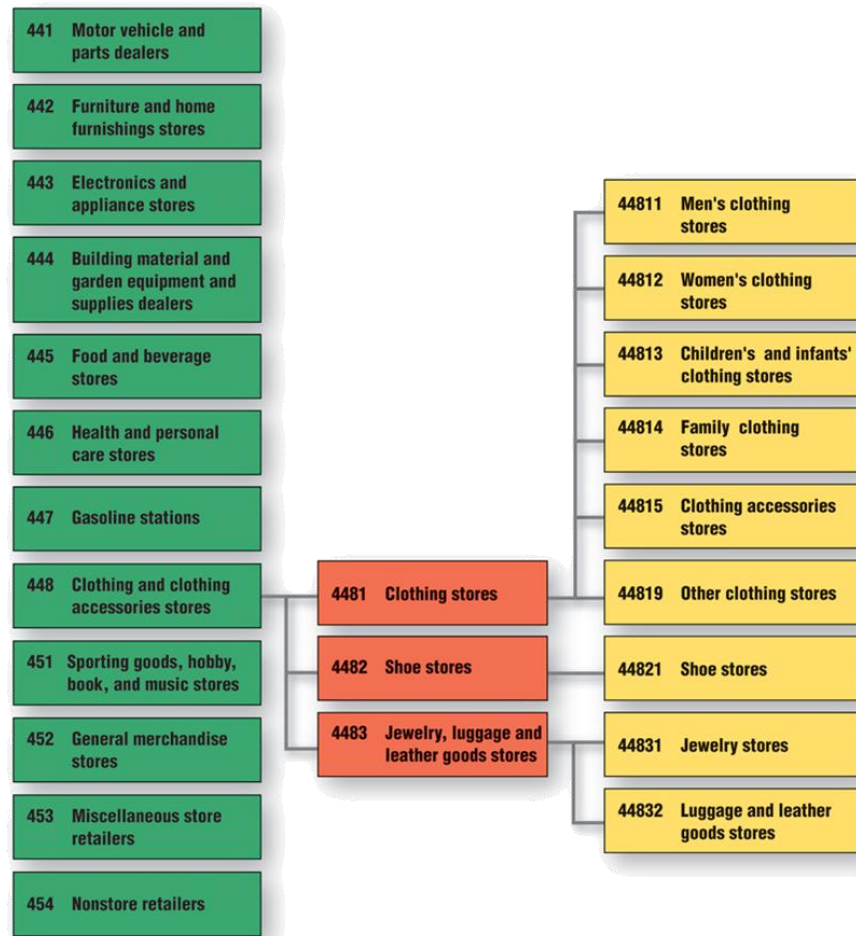 441 Motor vehicle and
parts dealers
442 Furniture and home
furnishings stores
443 Electronics and
appliance stores
444 Building material and
garden equipment and
supplies dealers
445 Food and beverage
stores
446 Health and personal
care stores
447 Gasoline stations
448 Clothing and clothing
accessories stores
451 Sporting goods, hobby,
book, and music stores
452 General merchandise
stores
453 Miscellaneous store
retailers
454 Nonstore retailers
4481 Clothing stores
4482 Shoe stores
4483 Jewelry, luggage and
leather goods stores
44811 Men's clothing
stores
44812 Women's clothing
stores
44813 Children's and infants'
clothing stores
44814 Family clothing
stores
44815 Clothing accessories
stores
44819 Other clothing stores
44821 Shoe stores
44831 Jewelry stores
44832 Luggage and leather
goods stores